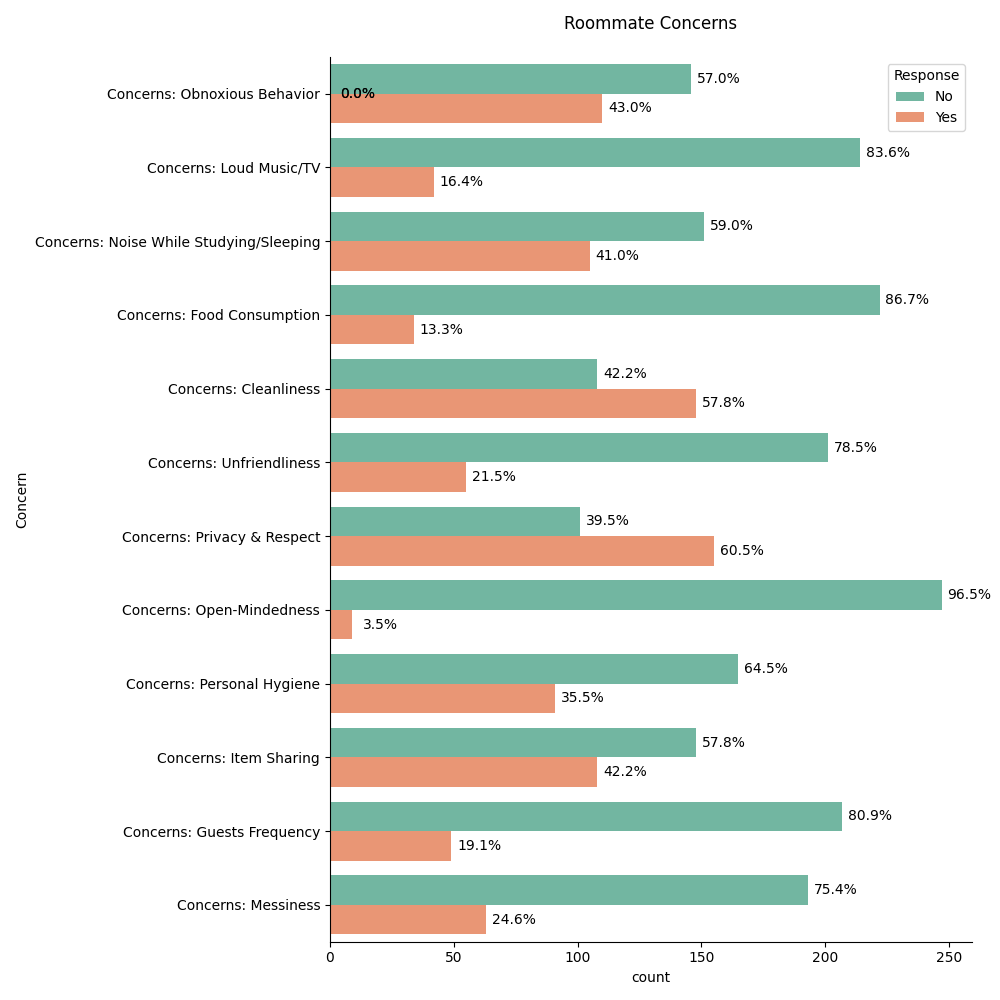 Roommate Concerns
Response
No
Yes
Concerns: Obnoxious Behavior
57.0%
0.0%
43.0%
Concerns: Loud Music/TV
83.6%
16.4%
Concerns: Noise While Studying/Sleeping
59.0%
41.0%
Concerns: Food Consumption
86.7%
13.3%
Concerns: Cleanliness
42.2%
57.8%
Concerns: Unfriendliness
78.5%
21.5%
Concerns: Privacy & Respect
39.5%
60.5%
Concerns: Open-Mindedness
96.5%
3.5%
Concerns: Personal Hygiene
64.5%
35.5%
Concerns: Item Sharing
57.8%
42.2%
Concerns: Guests Frequency
80.9%
19.1%
Concerns: Messiness
75.4%
24.6%
Concern
0 50 100 150 200 250
count